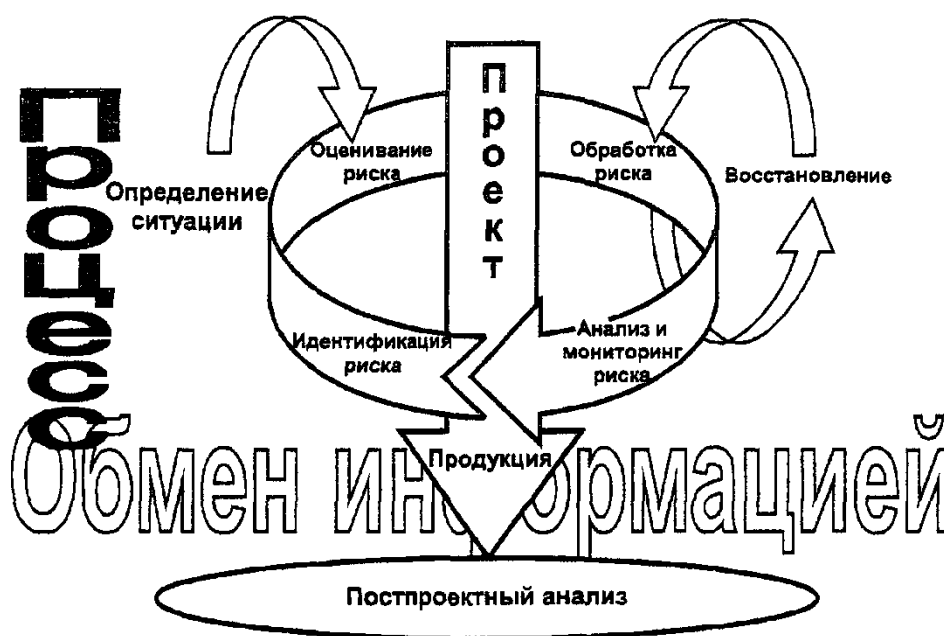 Процесс
Проект
Оценивание
риска
Обработка
риска
Определение
ситуации
Восстановление
Идентификация
риска
Анализ и
мониторинг
риска
Продукция
Обмен информацией
Постпроектный анализ